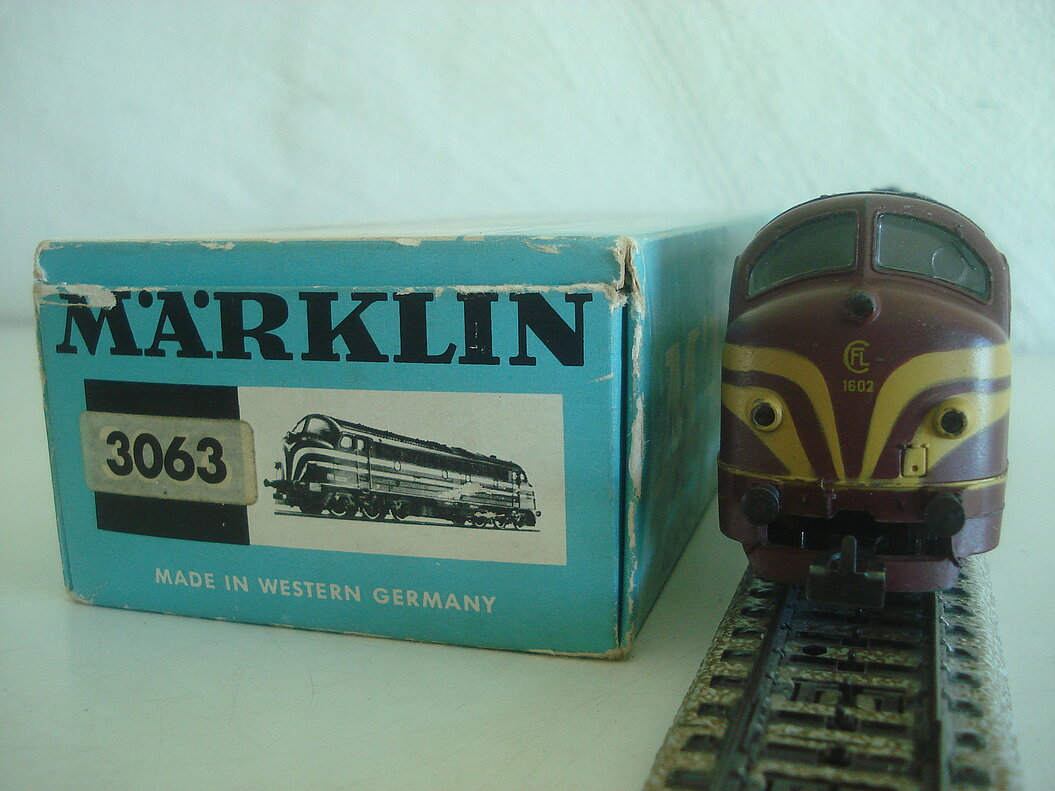 MÄRKLIN
3063
MADE IN WESTERN GERMANY
CFL
1602